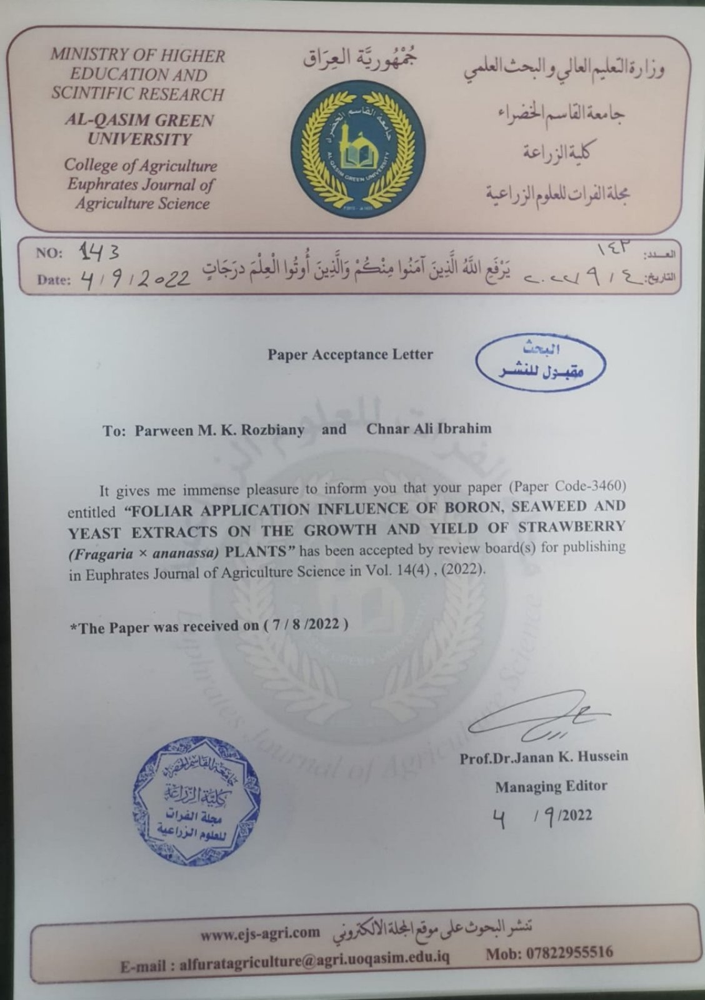 MINISTRY OF HIGHER
EDUCATION AND
SCINTIFIC RESEARCH
AL-QASIM GREEN
UNIVERSITY
College of Agriculture
Euphrates Journal of
Agriculture Science
جُمْهُوريَّة العِرَاق
جامعة القاسم الخضراء
AL-QASIM GREEN UNIVERSITY
وزارة التعليم العالي و البحث العلمي
جامعة القاسم الخضراء
كلية الزراعة
مجلة الفرات للعلوم الزراعية
NO: 143
Date: 4 / 9 / 2022
يَرْفَعِ اللَّهُ الَّذِينَ آمَنُوا مِنْكُمْ وَالَّذِينَ أُوتُوا الْعِلْمَ دَرَجَاتٍ
العـدد: ١٤٣
التاريخ: ٤ / ٩ / ٢٠٢٢
Paper Acceptance Letter
البحث
مقبول للنشر
To: Parween M. K. Rozbiany and Chnar Ali Ibrahim
It gives me immense pleasure to inform you that your paper (Paper Code-3460)
entitled “FOLIAR APPLICATION INFLUENCE OF BORON, SEAWEED AND
YEAST EXTRACTS ON THE GROWTH AND YIELD OF STRAWBERRY
(Fragaria × ananassa) PLANTS” has been accepted by review board(s) for publishing
in Euphrates Journal of Agriculture Science in Vol. 14(4) , (2022).
*The Paper was received on ( 7 / 8 /2022 )
Euphrates Journal of Agriculture Science
Prof.Dr.Janan K. Hussein
Managing Editor
4 / 9 /2022
جامعة القاسم الخضراء
كلية الزراعة
مجلة الفرات
للعلوم الزراعية
تنشر البحوث على موقع المجلة الالكتروني www.ejs-agri.com
E-mail : alfuratagriculture@agri.uoqasim.edu.iq Mob: 07822955516